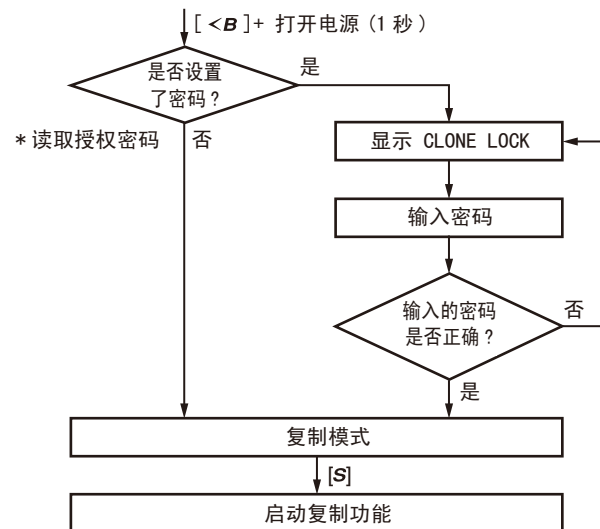 [ <B ]+ 打开电源 (1 秒)
是否设置
了密码?
是
*读取授权密码
否
显示 CLONE LOCK
输入密码
输入的密码
是否正确?
否
是
复制模式
[S]
启动复制功能